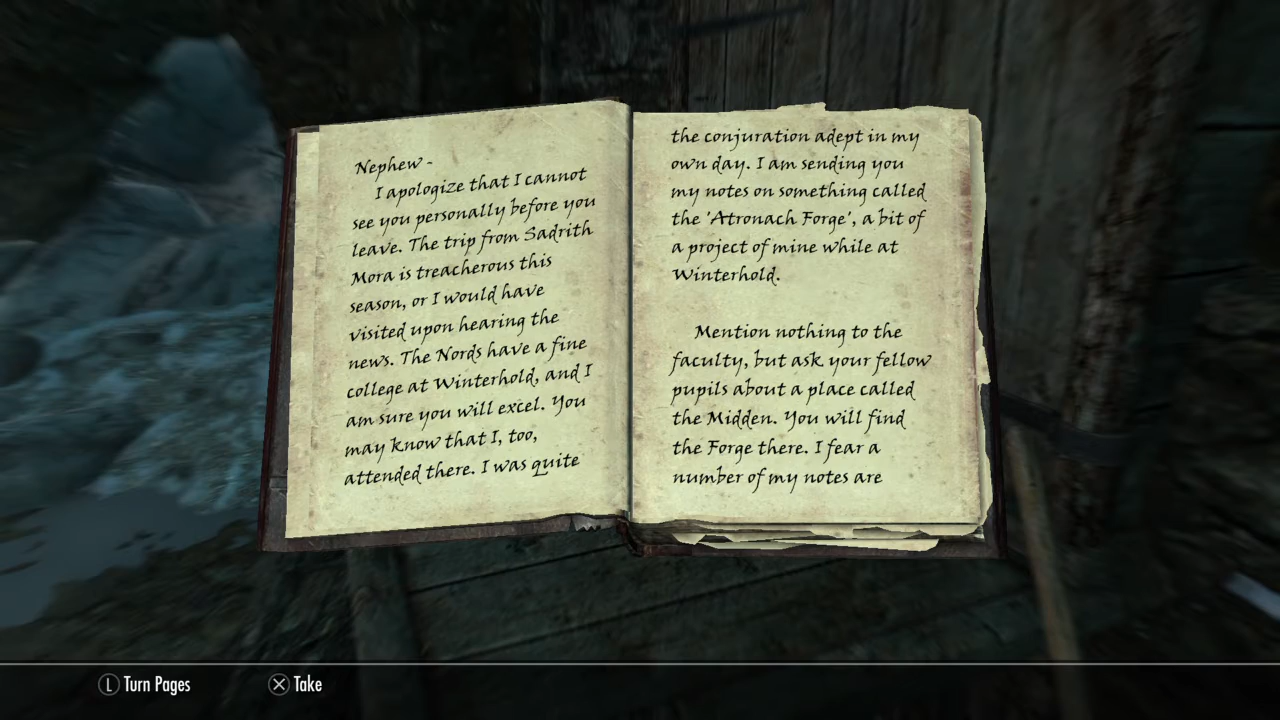 Nephew -
I apologize that I cannot
see you personally before you
leave. The trip from Sadrith
Mora is treacherous this
season, or I would have
visited upon hearing the
news. The Nords have a fine
college at Winterhold, and I
am sure you will excel. You
may know that I, too,
attended there. I was quite
the conjuration adept in my
own day. I am sending you
my notes on something called
the 'Atronach Forge', a bit of
a project of mine while at
Winterhold.
Mention nothing to the
faculty, but ask your fellow
pupils about a place called
the Midden. You will find
the Forge there. I fear a
number of my notes are
L Turn Pages
X Take